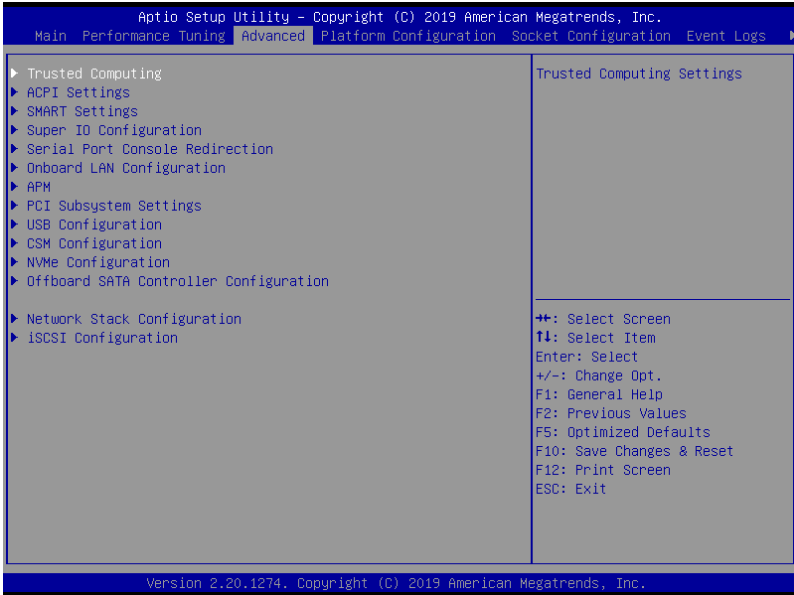 Aptio Setup Utility – Copyright (C) 2019 American Megatrends, Inc.
Main Performance Tuning Advanced Platform Configuration Socket Configuration Event Logs
Trusted Computing
ACPI Settings
SMART Settings
Super IO Configuration
Serial Port Console Redirection
Onboard LAN Configuration
APM
PCI Subsystem Settings
USB Configuration
CSM Configuration
NVMe Configuration
Offboard SATA Controller Configuration
Network Stack Configuration
iSCSI Configuration
Trusted Computing Settings
→←: Select Screen
↑↓: Select Item
Enter: Select
+/-: Change Opt.
F1: General Help
F2: Previous Values
F5: Optimized Defaults
F10: Save Changes & Reset
F12: Print Screen
ESC: Exit
Version 2.20.1274. Copyright (C) 2019 American Megatrends, Inc.